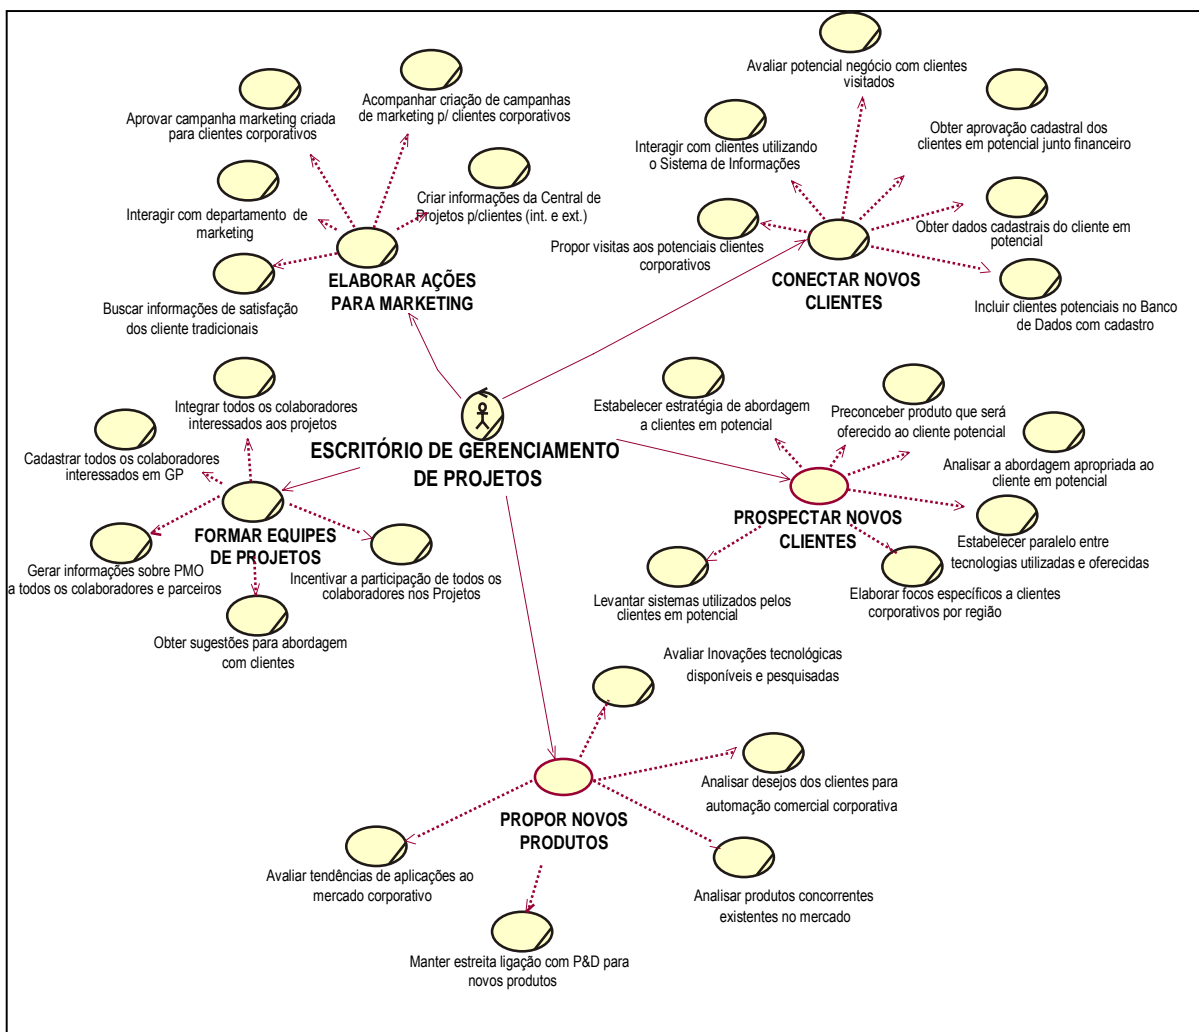 Avaliar potencial negócio com clientes
visitados
Acompanhar criação de campanhas
de marketing p/ clientes corporativos
Aprovar campanha marketing criada
para clientes corporativos
Obter aprovação cadastral dos
clientes em potencial junto financeiro
Interagir com clientes utilizando
o Sistema de Informações
Criar informações da Central de
Projetos p/clientes (int. e ext.)
Interagir com departamento de
marketing
Obter dados cadastrais do cliente em
potencial
Propor visitas aos potenciais clientes
corporativos
ELABORAR AÇÕES
PARA MARKETING
CONECTAR NOVOS
CLIENTES
Buscar informações de satisfação
dos cliente tradicionais
Incluir clientes potenciais no Banco
de Dados com cadastro
Integrar todos os colaboradores
interessados aos projetos
Estabelecer estratégia de abordagem
a clientes em potencial
Preconceber produto que será
oferecido ao cliente potencial
ESCRITÓRIO DE GERENCIAMENTO
DE PROJETOS
Cadastrar todos os colaboradores
interessados em GP
Analisar a abordagem apropriada ao
cliente em potencial
FORMAR EQUIPES
DE PROJETOS
PROSPECTAR NOVOS
CLIENTES
Estabelecer paralelo entre
tecnologias utilizadas e oferecidas
Gerar informações sobre PMO
a todos os colaboradores e parceiros
Incentivar a participação de todos os
colaboradores nos Projetos
Levantar sistemas utilizados pelos
clientes em potencial
Elaborar focos específicos a clientes
corporativos por região
Obter sugestões para abordagem
com clientes
Avaliar Inovações tecnológicas
disponíveis e pesquisadas
Analisar desejos dos clientes para
automação comercial corporativa
PROPOR NOVOS
PRODUTOS
Avaliar tendências de aplicações ao
mercado corporativo
Analisar produtos concorrentes
existentes no mercado
Manter estreita ligação com P&D para
novos produtos